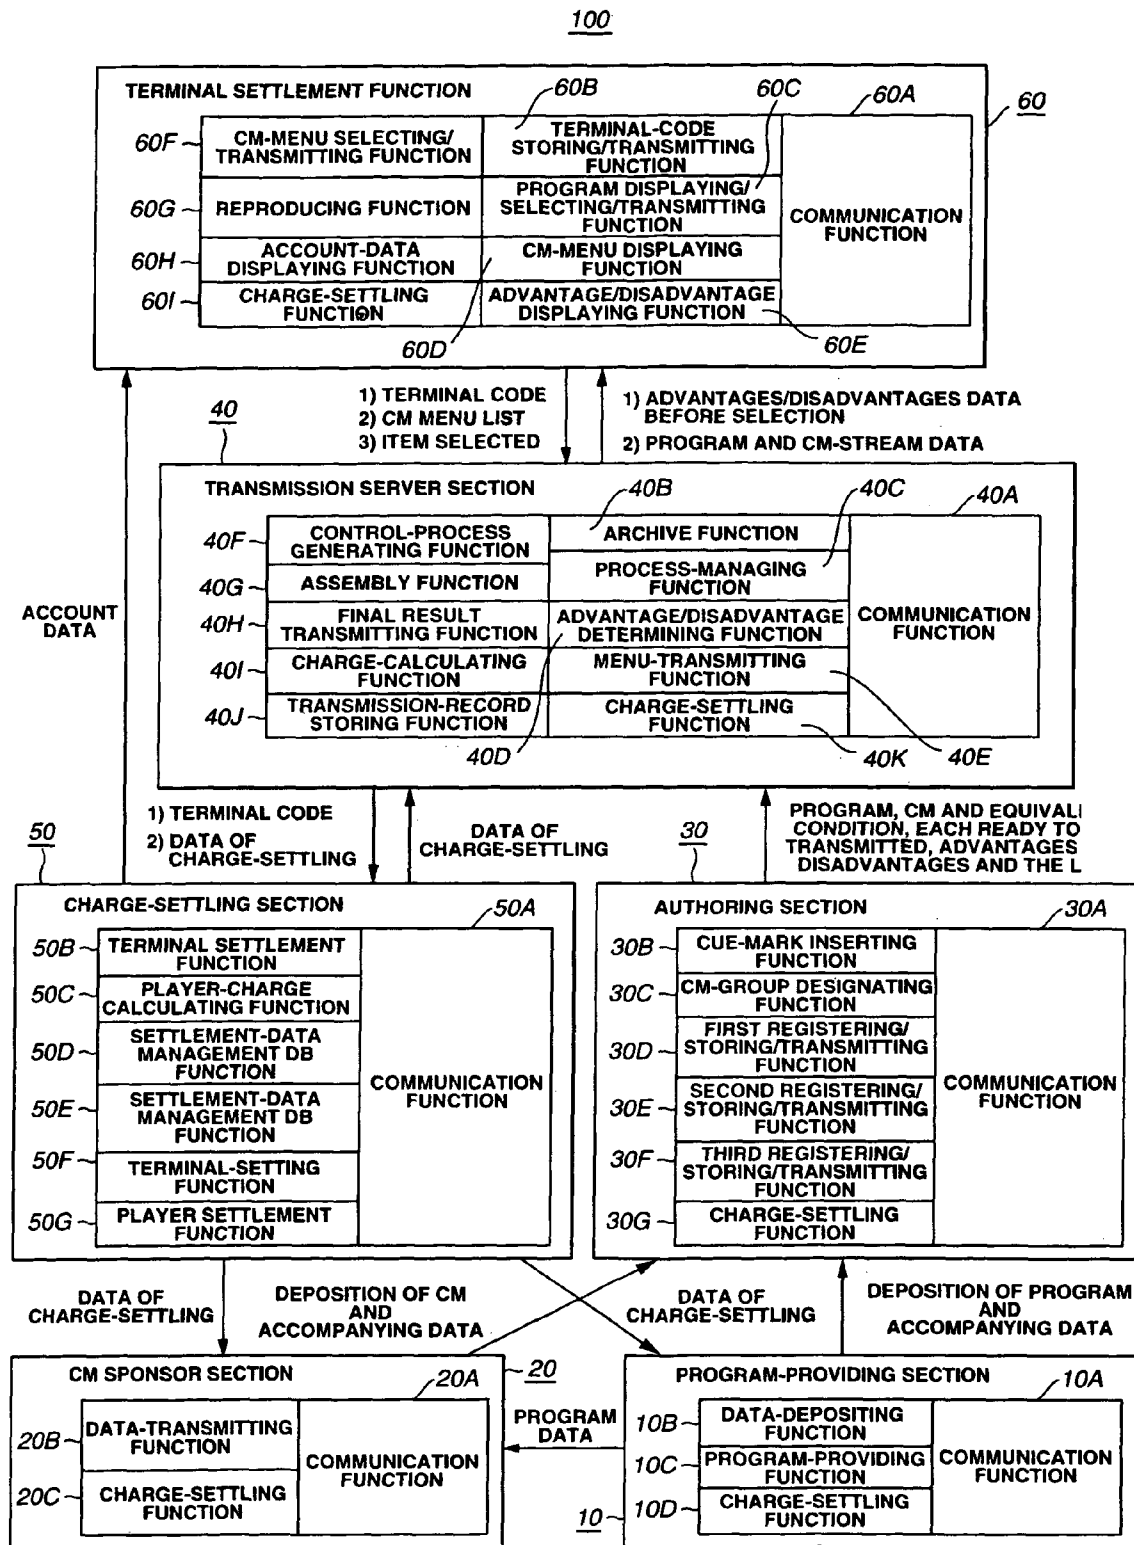 100
TERMINAL SETTLEMENT FUNCTION
60B
60C
60A
60
60F
CM-MENU SELECTING/
TRANSMITTING FUNCTION
TERMINAL-CODE
STORING/TRANSMITTING
FUNCTION
60G
REPRODUCING FUNCTION
PROGRAM DISPLAYING/
SELECTING/TRANSMITTING
FUNCTION
COMMUNICATION
FUNCTION
60H
ACCOUNT-DATA
DISPLAYING FUNCTION
CM-MENU DISPLAYING
FUNCTION
60I
CHARGE-SETTLING
FUNCTION
ADVANTAGE/DISADVANTAGE
DISPLAYING FUNCTION
60D
60E
1) TERMINAL CODE
2) CM MENU LIST
3) ITEM SELECTED
1) ADVANTAGES/DISADVANTAGES DATA
BEFORE SELECTION
2) PROGRAM AND CM-STREAM DATA
40
TRANSMISSION SERVER SECTION
40B
40C
40A
40F
CONTROL-PROCESS
GENERATING FUNCTION
ARCHIVE FUNCTION
40G
ASSEMBLY FUNCTION
PROCESS-MANAGING
FUNCTION
ACCOUNT
DATA
40H
FINAL RESULT
TRANSMITTING FUNCTION
ADVANTAGE/DISADVANTAGE
DETERMINING FUNCTION
COMMUNICATION
FUNCTION
40I
CHARGE-CALCULATING
FUNCTION
MENU-TRANSMITTING
FUNCTION
40J
TRANSMISSION-RECORD
STORING FUNCTION
CHARGE-SETTLING
FUNCTION
40D
40K
40E
1) TERMINAL CODE
2) DATA OF
CHARGE-SETTLING
DATA OF
CHARGE-SETTLING
PROGRAM, CM AND EQUIVALI
CONDITION, EACH READY TO
TRANSMITTED, ADVANTAGES
DISADVANTAGES AND THE L
50
30
CHARGE-SETTLING SECTION
50A
50B
TERMINAL SETTLEMENT
FUNCTION
50C
PLAYER-CHARGE
CALCULATING FUNCTION
50D
SETTLEMENT-DATA
MANAGEMENT DB
FUNCTION
50E
SETTLEMENT-DATA
MANAGEMENT DB
FUNCTION
50F
TERMINAL-SETTING
FUNCTION
50G
PLAYER SETTLEMENT
FUNCTION
COMMUNICATION
FUNCTION
AUTHORING SECTION
30A
30B
CUE-MARK INSERTING
FUNCTION
30C
CM-GROUP DESIGNATING
FUNCTION
30D
FIRST REGISTERING/
STORING/TRANSMITTING
FUNCTION
30E
SECOND REGISTERING/
STORING/TRANSMITTING
FUNCTION
30F
THIRD REGISTERING/
STORING/TRANSMITTING
FUNCTION
30G
CHARGE-SETTLING
FUNCTION
COMMUNICATION
FUNCTION
DATA OF
CHARGE-SETTLING
DEPOSITION OF CM
AND
ACCOMPANYING DATA
DATA OF
CHARGE-SETTLING
DEPOSITION OF PROGRAM
AND
ACCOMPANYING DATA
CM SPONSOR SECTION
20A
20
20B
DATA-TRANSMITTING
FUNCTION
20C
CHARGE-SETTLING
FUNCTION
COMMUNICATION
FUNCTION
PROGRAM
DATA
PROGRAM-PROVIDING SECTION
10A
10B
DATA-DEPOSITING
FUNCTION
10C
PROGRAM-PROVIDING
FUNCTION
10D
CHARGE-SETTLING
FUNCTION
COMMUNICATION
FUNCTION
10